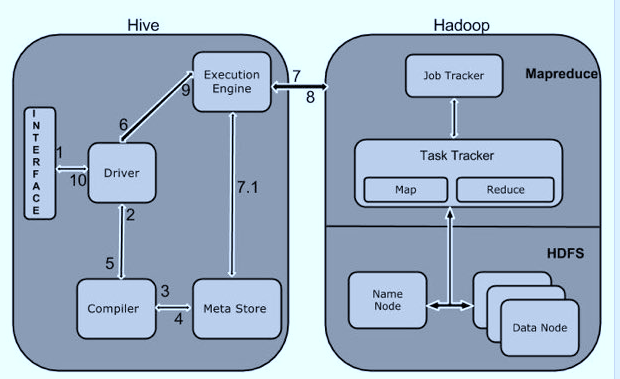 Hive
Hadoop
Execution
Engine
7
8
Job Tracker
Mapreduce
9
6
INTERFACE
1
10
Driver
Task Tracker
Map
Reduce
7.1
2
5
HDFS
Compiler
3
4
Meta Store
Name
Node
Data Node